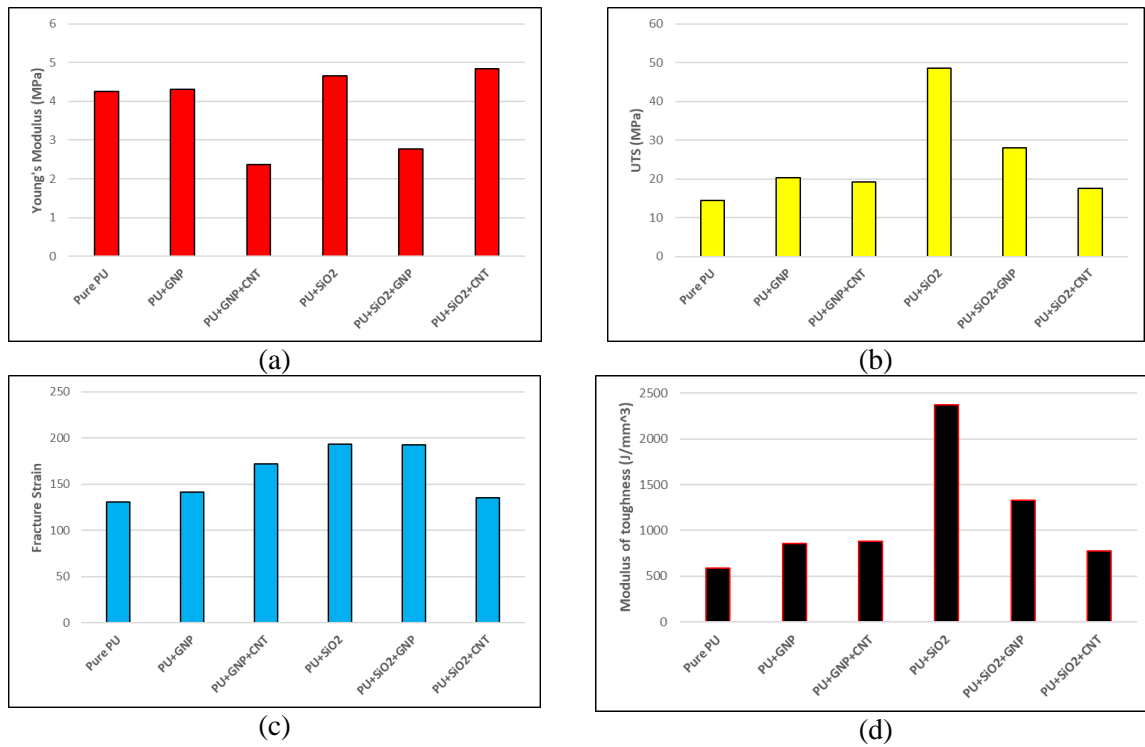 Young's Modulus (MPa)
6
5
4
3
2
1
0
Pure PU
PU+GNP
PU+GNP+CNT
PU+SiO2
PU+SiO2+GNP
PU+SiO2+CNT
(a)
UTS (MPa)
60
50
40
30
20
10
0
Pure PU
PU+GNP
PU+GNP+CNT
PU+SiO2
PU+SiO2+GNP
PU+SiO2+CNT
(b)
Fracture Strain
250
200
150
100
50
0
Pure PU
PU+GNP
PU+GNP+CNT
PU+SiO2
PU+SiO2+GNP
PU+SiO2+CNT
(c)
Modulus of toughness (J/mm^3)
2500
2000
1500
1000
500
0
Pure PU
PU+GNP
PU+GNP+CNT
PU+SiO2
PU+SiO2+GNP
PU+SiO2+CNT
(d)